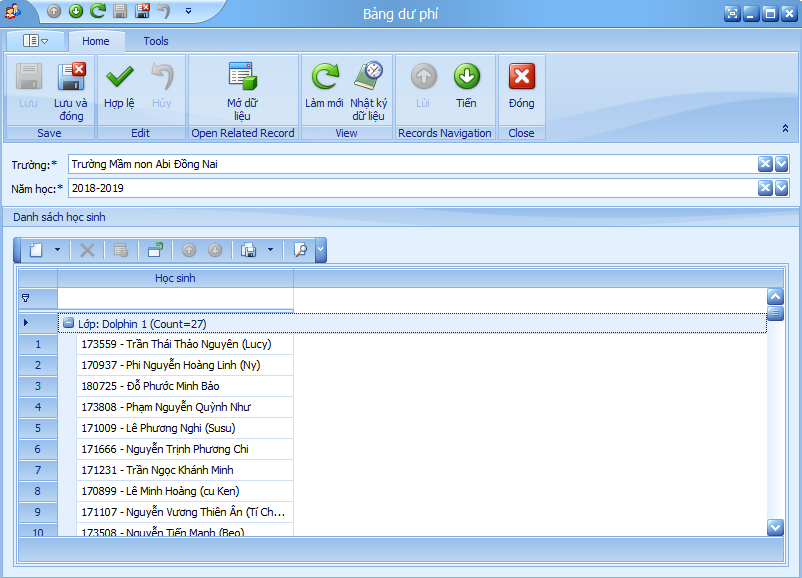 Bảng dự phí
Home Tools
Lưu Lưu và đóng Hợp lệ Hủy Mở dữ liệu Làm mới Nhật ký dữ liệu Lùi Tiến Đóng
Save Edit Open Related Record View Records Navigation Close
Trường:* Trường Mầm non Abi Đồng Nai
Năm học:* 2018-2019
Danh sách học sinh
Học sinh
Lớp: Dolphin 1 (Count=27)
1 173559 - Trần Thái Thảo Nguyên (Lucy)
2 170937 - Phi Nguyễn Hoàng Linh (Ny)
3 180725 - Đỗ Phước Minh Bảo
4 173808 - Phạm Nguyễn Quỳnh Như
5 171009 - Lê Phương Nghi (Susu)
6 171666 - Nguyễn Trịnh Phương Chi
7 171231 - Trần Ngọc Khánh Minh
8 170899 - Lê Minh Hoàng (cu Ken)
9 171107 - Nguyễn Vương Thiên Ân (Tí Ch...
10 173508 - Nguyễn Tiến Mạnh (Beo)